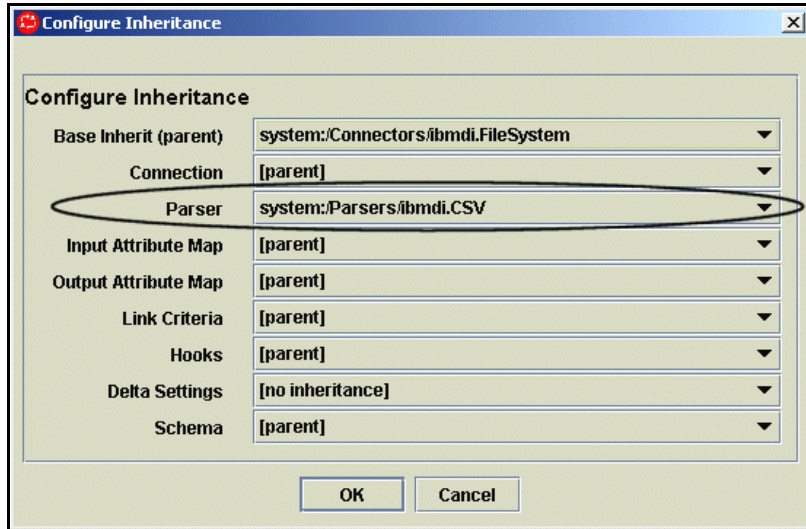 Configure Inheritance
Configure Inheritance
Base Inherit (parent) system:/Connectors/ibmdi.FileSystem
Connection [parent]
Parser system:/Parsers/ibmdi.CSV
Input Attribute Map [parent]
Output Attribute Map [parent]
Link Criteria [parent]
Hooks [parent]
Delta Settings [no inheritance]
Schema [parent]
OK Cancel